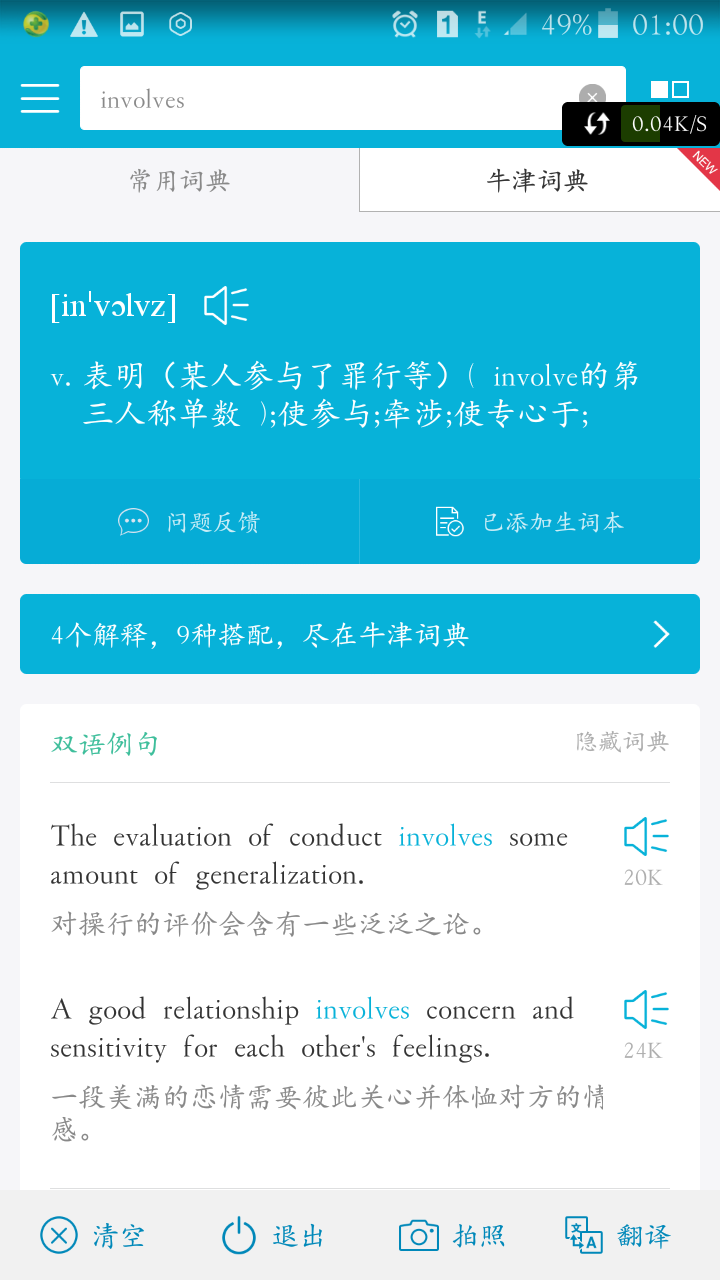 1 E 49% 01:00
involves
0.04K/S
常用词典 牛津词典 NEW
[in'vɔlvz]
v. 表明（某人参与了罪行等）( involve的第
三人称单数 );使参与;牵涉;使专心于;
问题反馈 已添加生词本
4个解释，9种搭配，尽在牛津词典
双语例句 隐藏词典
The evaluation of conduct involves some
amount of generalization.
20K
对操行的评价会含有一些泛泛之论。
A good relationship involves concern and
sensitivity for each other's feelings.
24K
一段美满的恋情需要彼此关心并体恤对方的情
感。
清空 退出 拍照 翻译